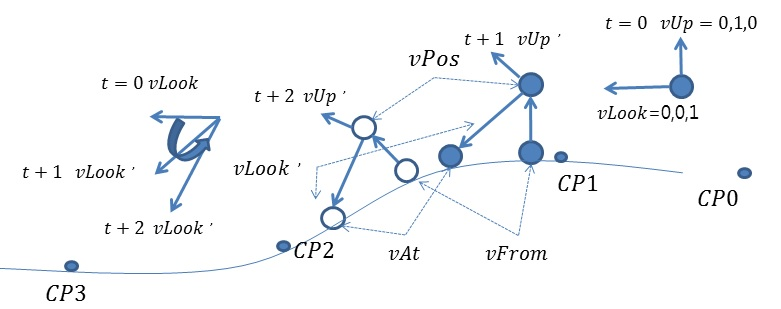 t = 0  vUp = 0,1,0
t + 1  vUp ʼ
vPos
t = 0 vLook
t + 2  vUp ʼ
vLook=0,0,1
t + 1  vLook ʼ
vLook ʼ
CP1
CP0
t + 2  vLook ʼ
CP2
vAt
vFrom
CP3